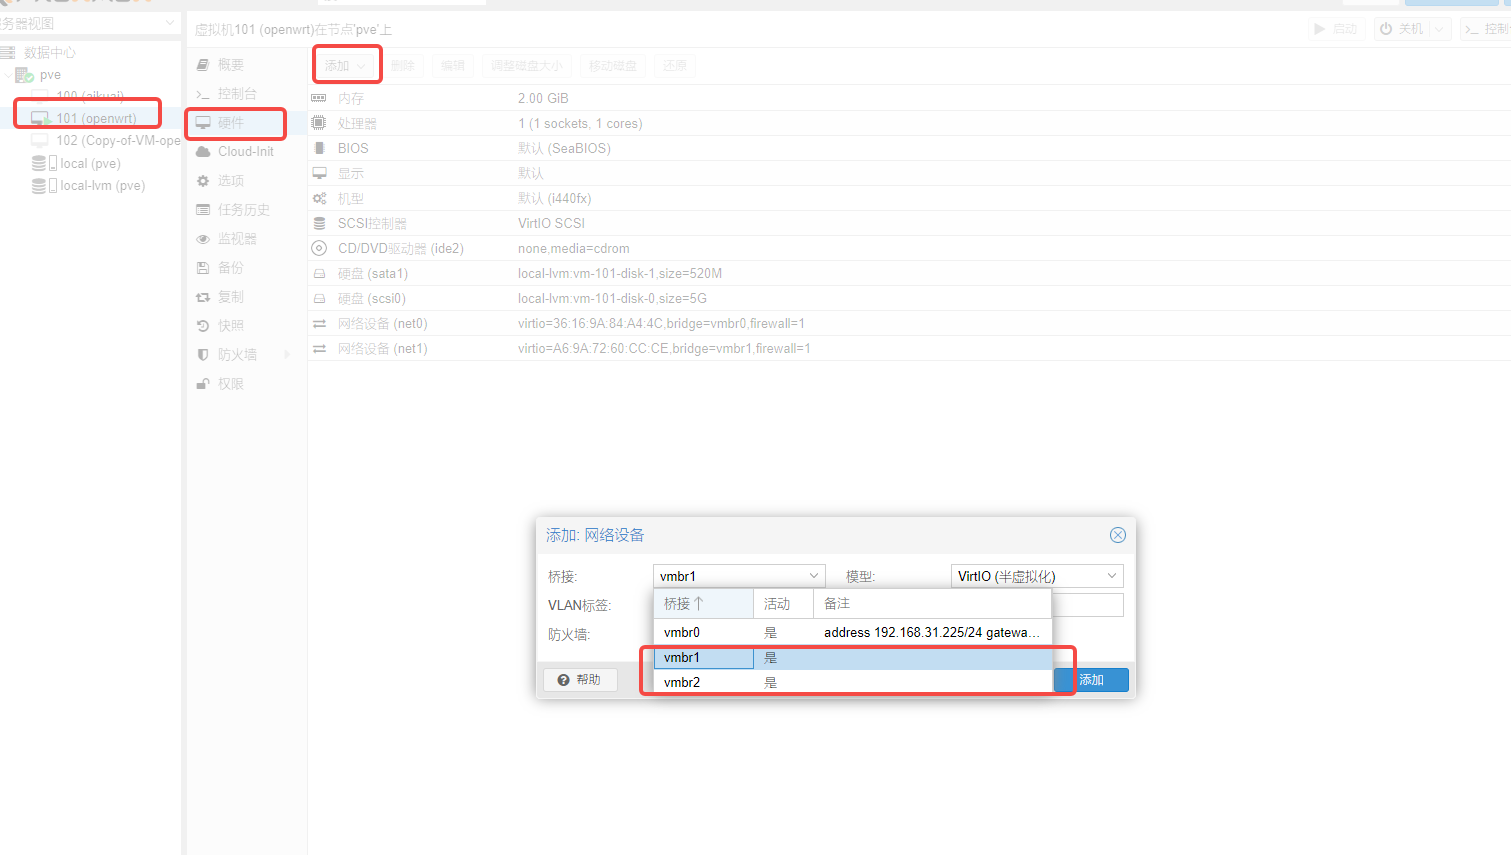 务器视图
虚拟机101 (openwrt)在节点'pve'上
启动
关机
控制
数据中心
pve
100 (aikuai)
101 (openwrt)
102 (Copy-of-VM-ope
local (pve)
local-lvm (pve)
概要
控制台
硬件
Cloud-Init
选项
任务历史
监视器
备份
复制
快照
防火墙
权限
添加
删除
编辑
调整磁盘大小
移动磁盘
还原
内存 2.00 GiB
处理器 1 (1 sockets, 1 cores)
BIOS 默认 (SeaBIOS)
显示 默认
机型 默认 (i440fx)
SCSI控制器 VirtIO SCSI
CD/DVD驱动器 (ide2) none,media=cdrom
硬盘 (sata1) local-lvm:vm-101-disk-1,size=520M
硬盘 (scsi0) local-lvm:vm-101-disk-0,size=5G
网络设备 (net0) virtio=36:16:9A:84:A4:4C,bridge=vmbr0,firewall=1
网络设备 (net1) virtio=A6:9A:72:60:CC:CE,bridge=vmbr1,firewall=1
添加: 网络设备
桥接: vmbr1 模型: VirtIO (半虚拟化)
VLAN标签:
防火墙:
桥接 活动 备注
vmbr0 是 address 192.168.31.225/24 gatewa...
vmbr1 是
vmbr2 是
帮助
添加